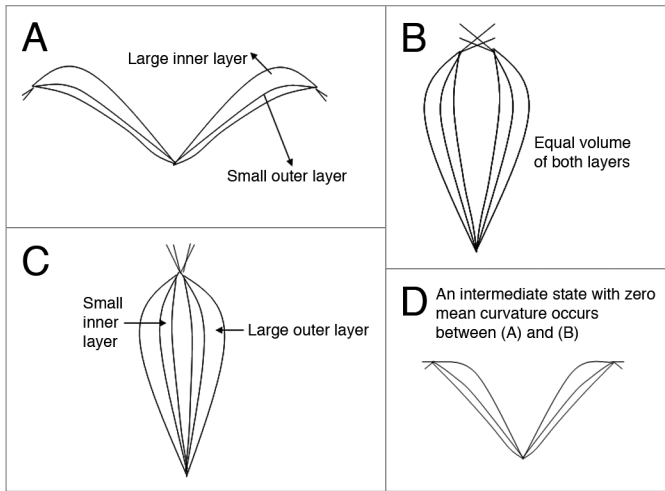 A
Large inner layer
Small outer layer
B
Equal volume
of both layers
C
Small
inner
layer
Large outer layer
D An intermediate state with zero
mean curvature occurs
between (A) and (B)